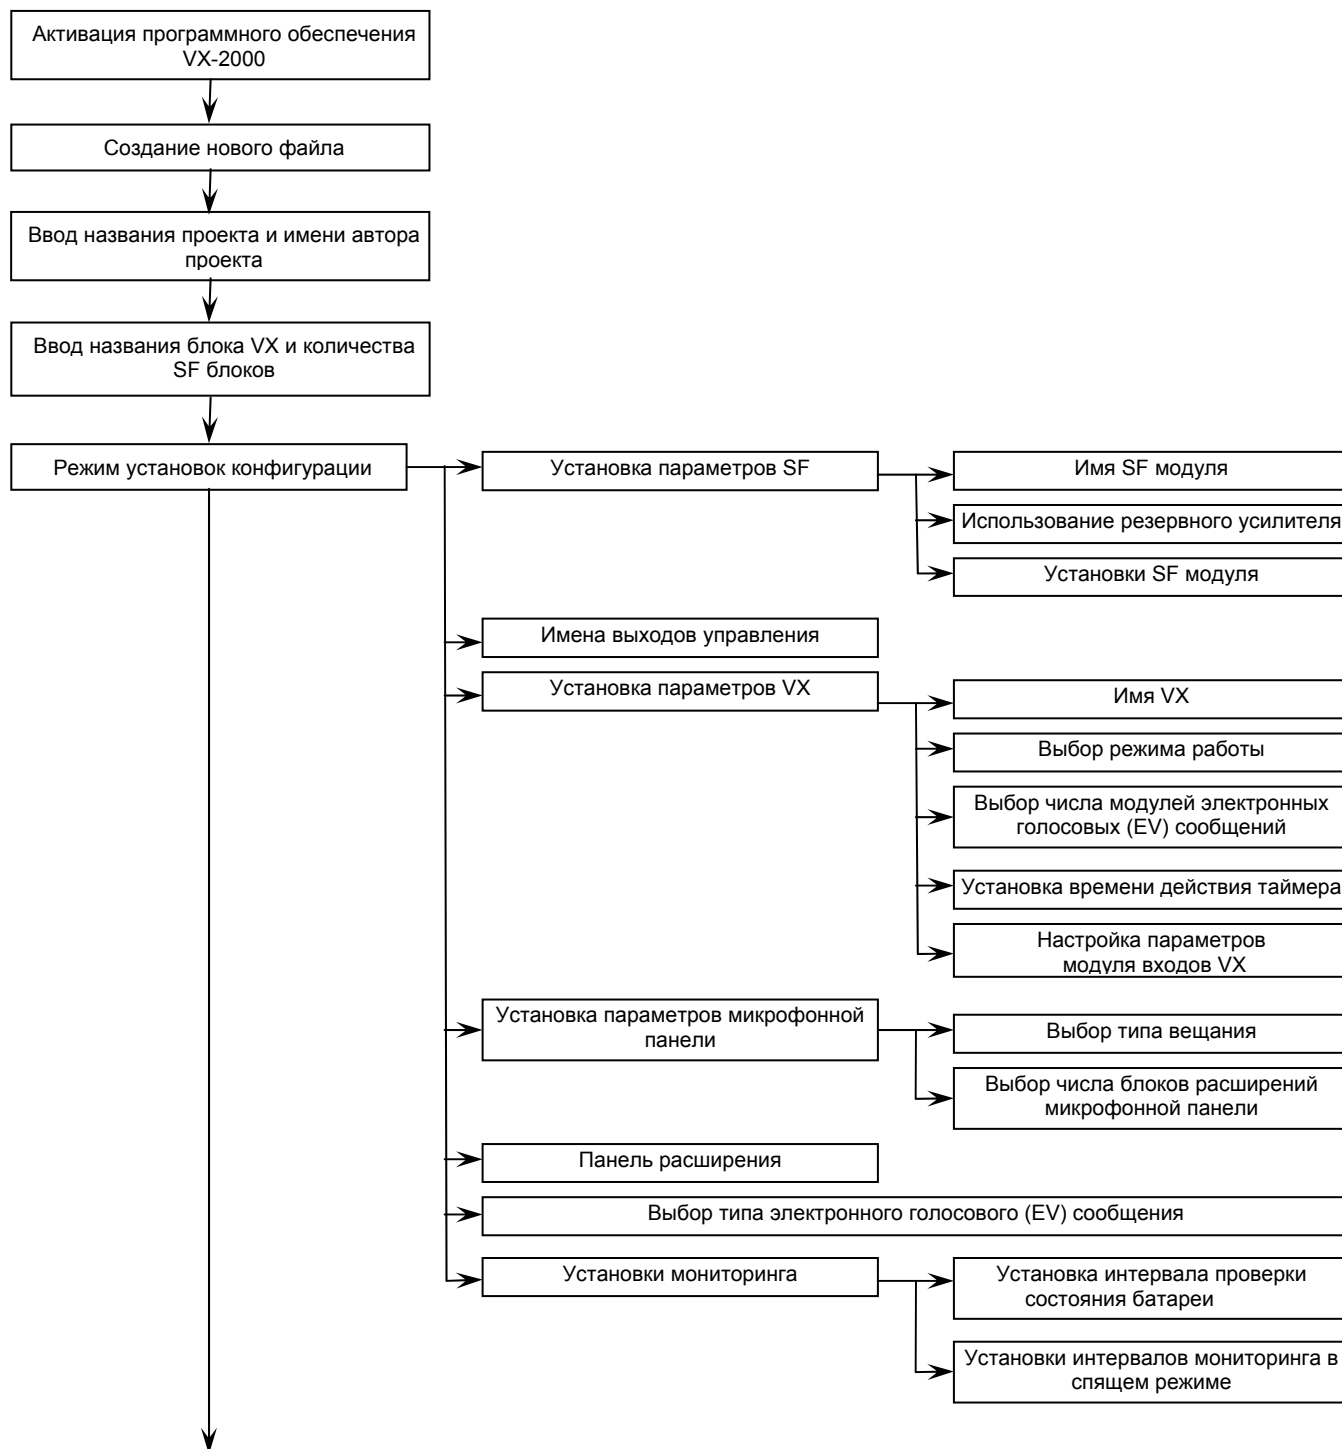 Активация программного обеспечения
VX-2000
Создание нового файла
Ввод названия проекта и имени автора
проекта
Ввод названия блока VX и количества
SF блоков
Режим установок конфигурации
Установка параметров SF
Имя SF модуля
Использование резервного усилителя
Установки SF модуля
Имена выходов управления
Установка параметров VX
Имя VX
Выбор режима работы
Выбор числа модулей электронных
голосовых (EV) сообщений
Установка времени действия таймера
Настройка параметров
модуля входов VX
Установка параметров микрофонной
панели
Выбор типа вещания
Выбор числа блоков расширений
микрофонной панели
Панель расширения
Выбор типа электронного голосового (EV) сообщения
Установки мониторинга
Установка интервала проверки
состояния батареи
Установки интервалов мониторинга в
спящем режиме